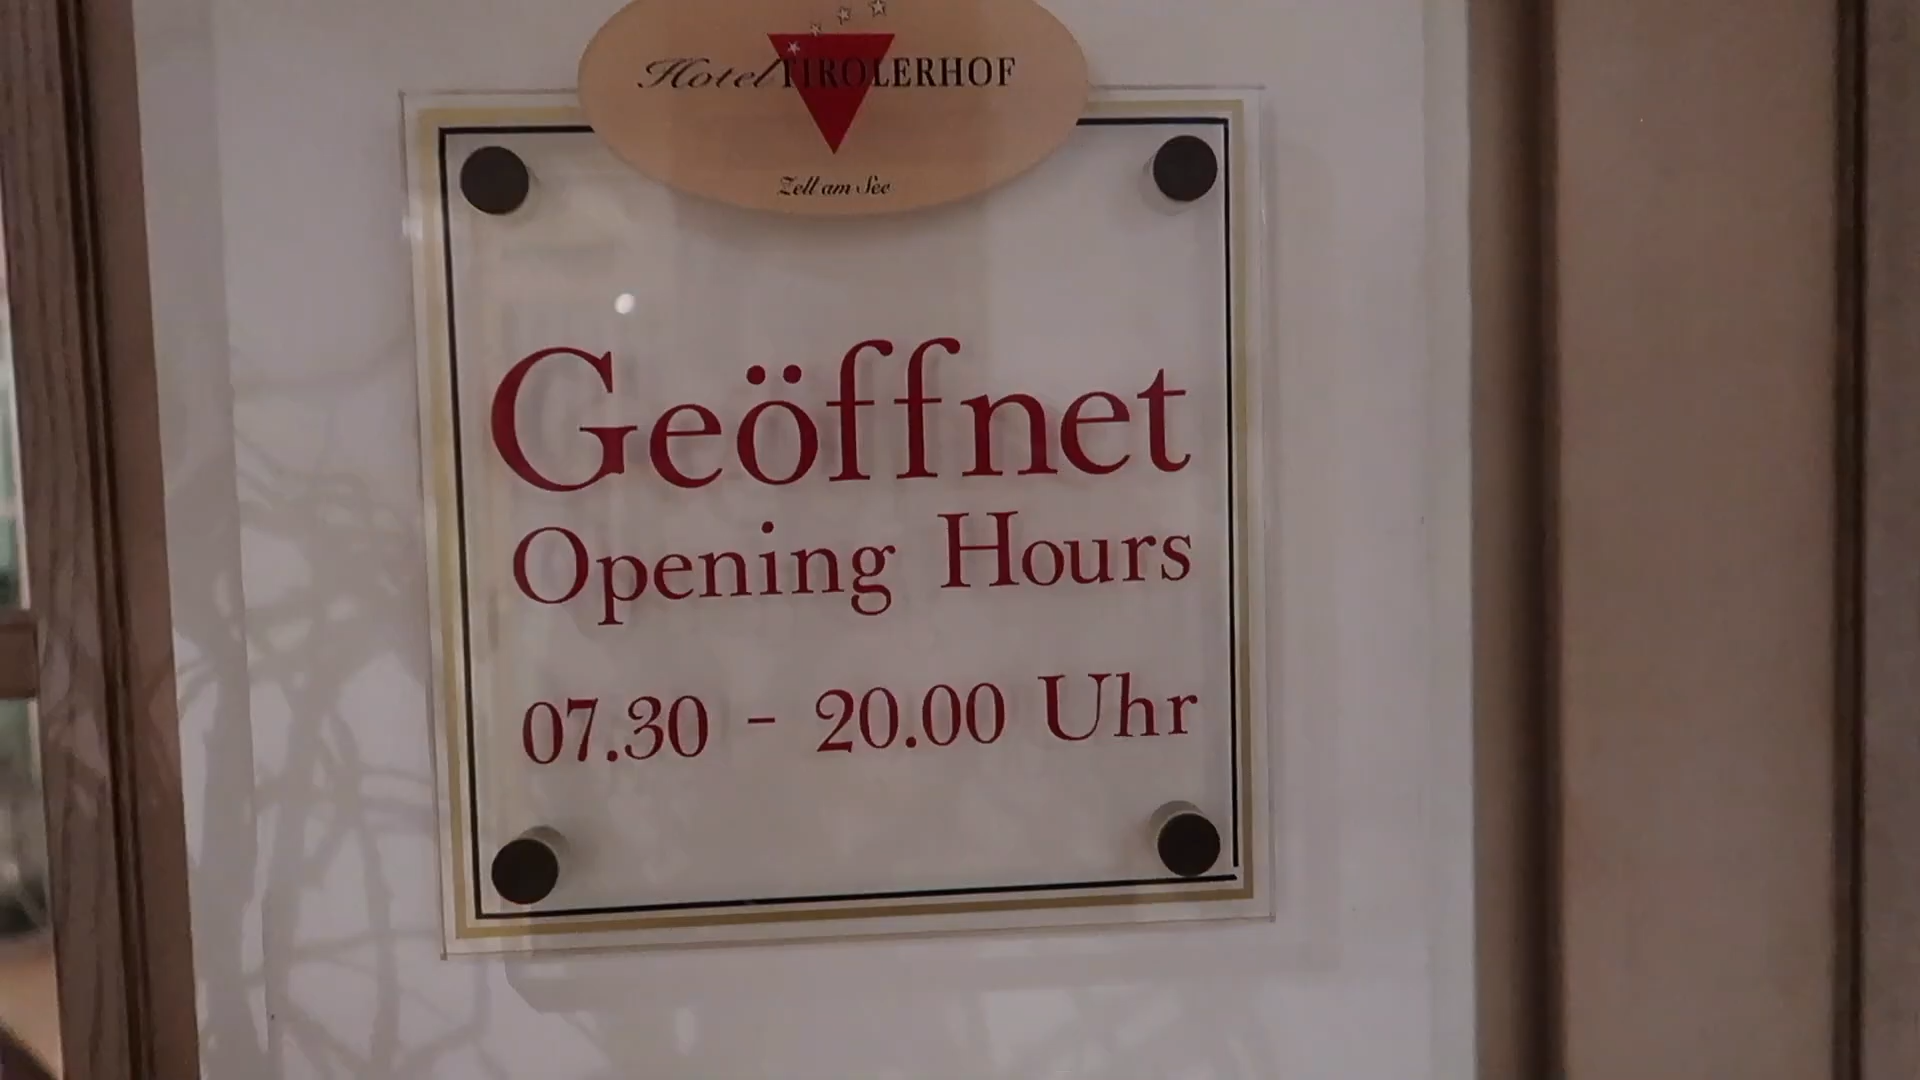 Hotel TIROLERHOF
Zell am See
Geöffnet
Opening Hours
07.30 - 20.00 Uhr